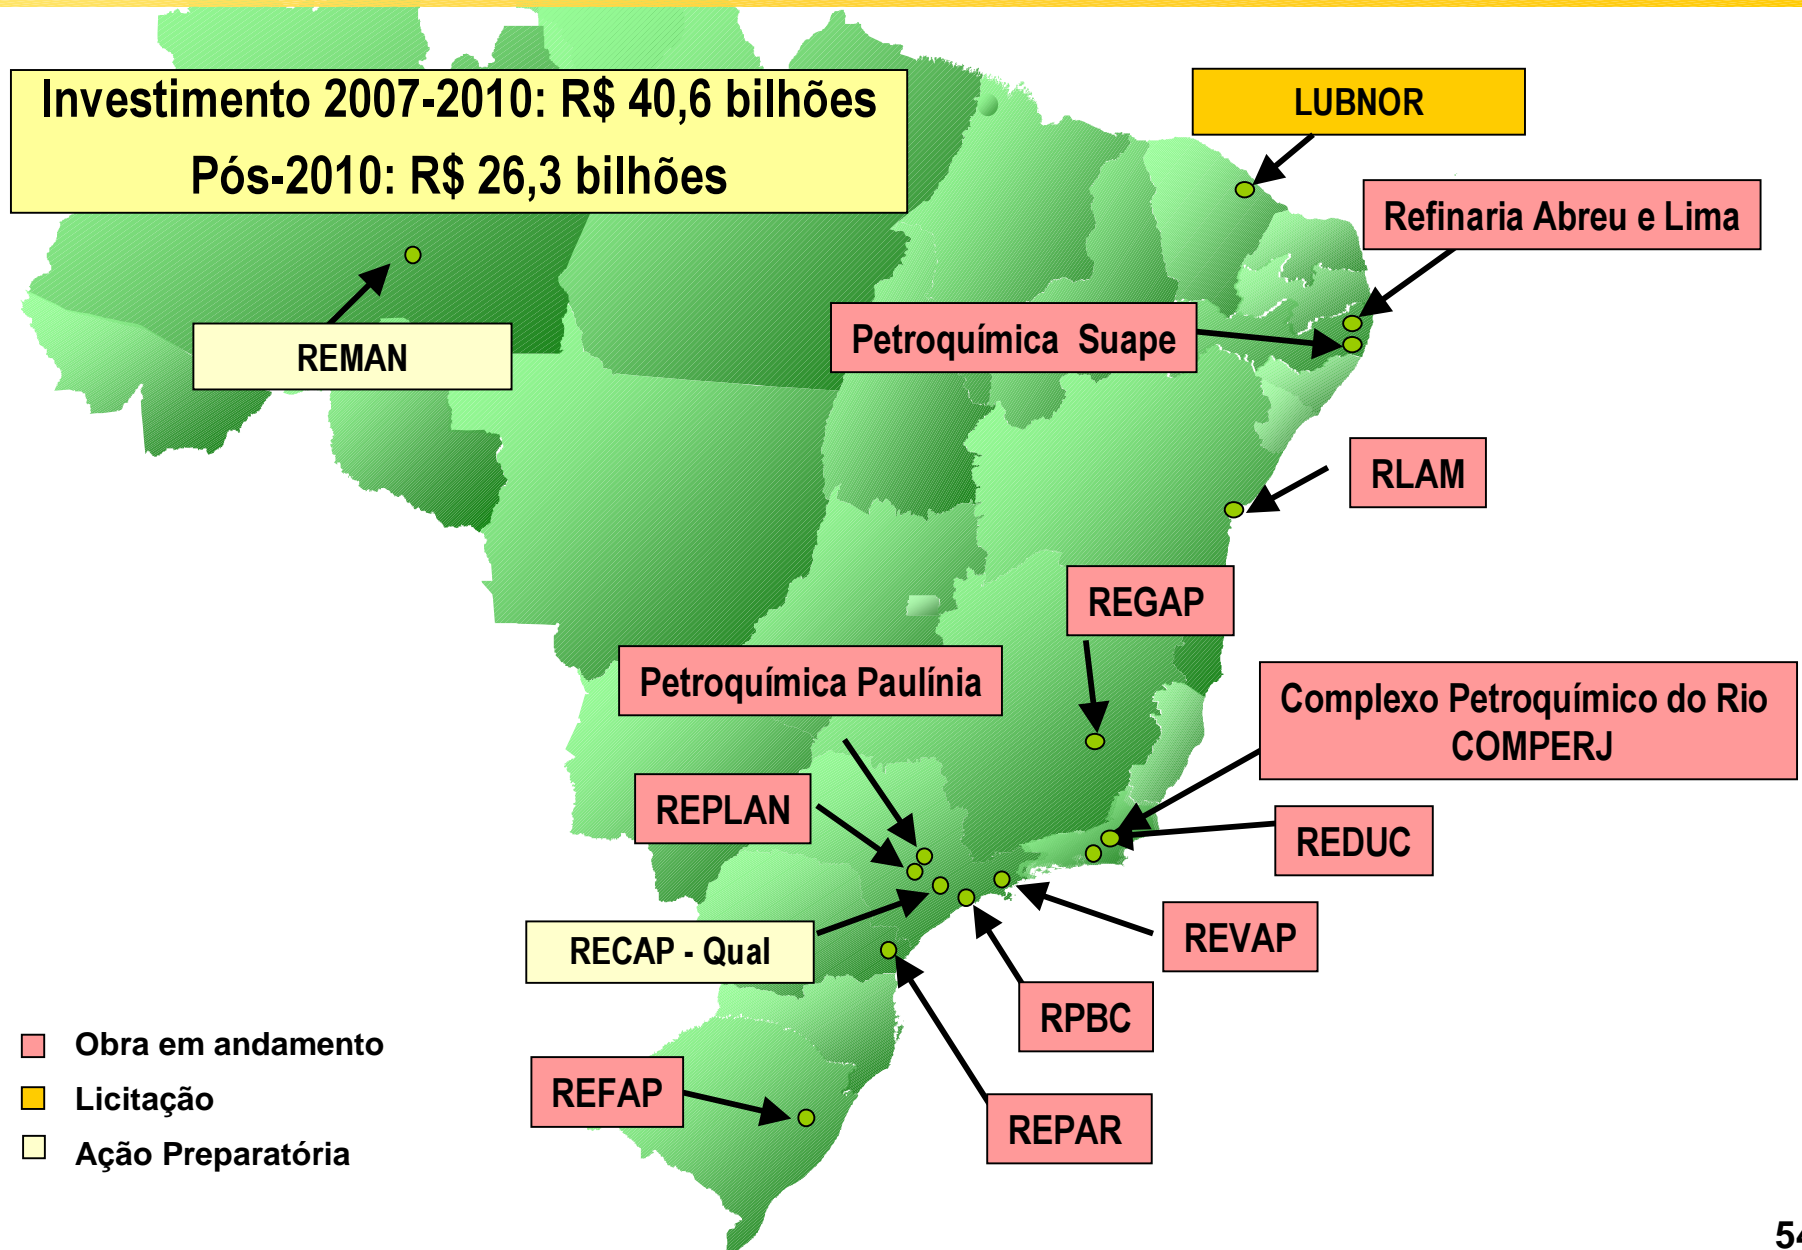 Investimento 2007-2010: R$ 40,6 bilhões
Pós-2010: R$ 26,3 bilhões
LUBNOR
Refinaria Abreu e Lima
REMAN
Petroquímica Suape
RLAM
REGAP
Petroquímica Paulínia
Complexo Petroquímico do Rio
COMPERJ
REPLAN
REDUC
RECAP - Qual
REVAP
RPBC
REFAP
REPAR
Obra em andamento
Licitação
Ação Preparatória
54